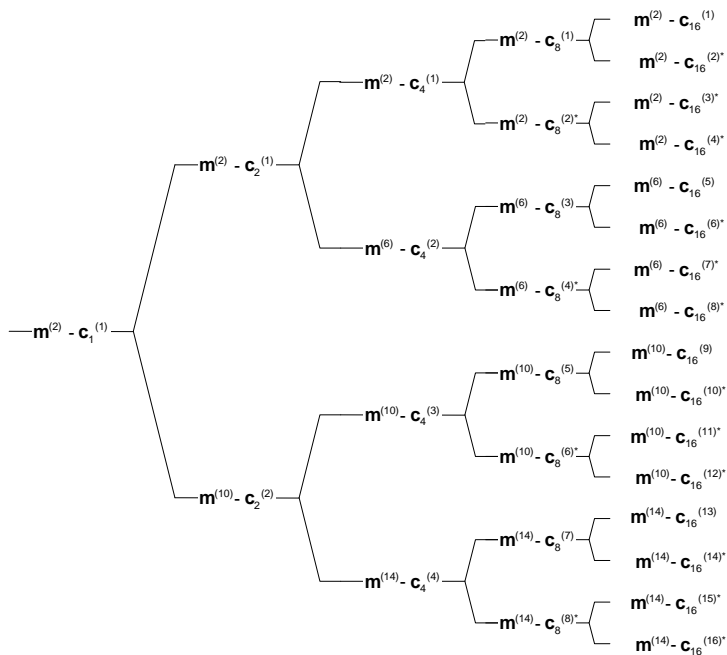 m(2) - c16(1)
m(2) - c8(1)
m(2) - c16(2)*
m(2) - c4(1)
m(2) - c16(3)*
m(2) - c8(2)*
m(2) - c16(4)*
m(2) - c2(1)
m(6) - c16(5)
m(6) - c8(3)
m(6) - c16(6)*
m(6) - c4(2)
m(6) - c16(7)*
m(6) - c8(4)*
m(6) - c16(8)*
m(2) - c1(1)
m(10) - c16(9)
m(10) - c8(5)
m(10) - c16(10)*
m(10) - c4(3)
m(10) - c16(11)*
m(10) - c8(6)*
m(10) - c16(12)*
m(10) - c2(2)
m(14) - c16(13)
m(14) - c8(7)
m(14) - c16(14)*
m(14) - c4(4)
m(14) - c16(15)*
m(14) - c8(8)*
m(14) - c16(16)*